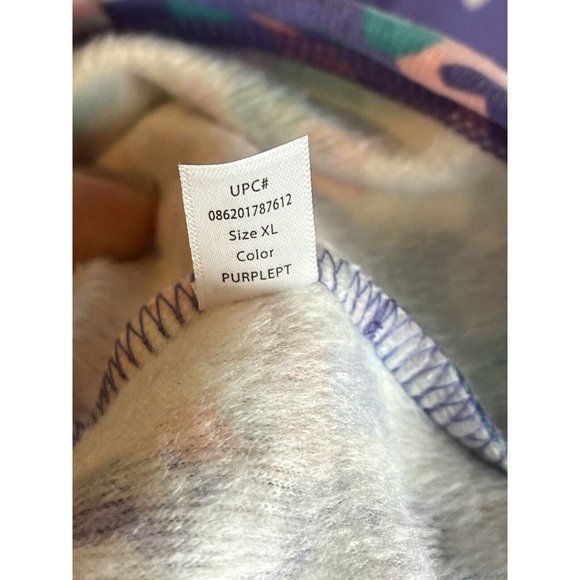 UPC#
086201787612
Size XL
Color
PURPLEPT